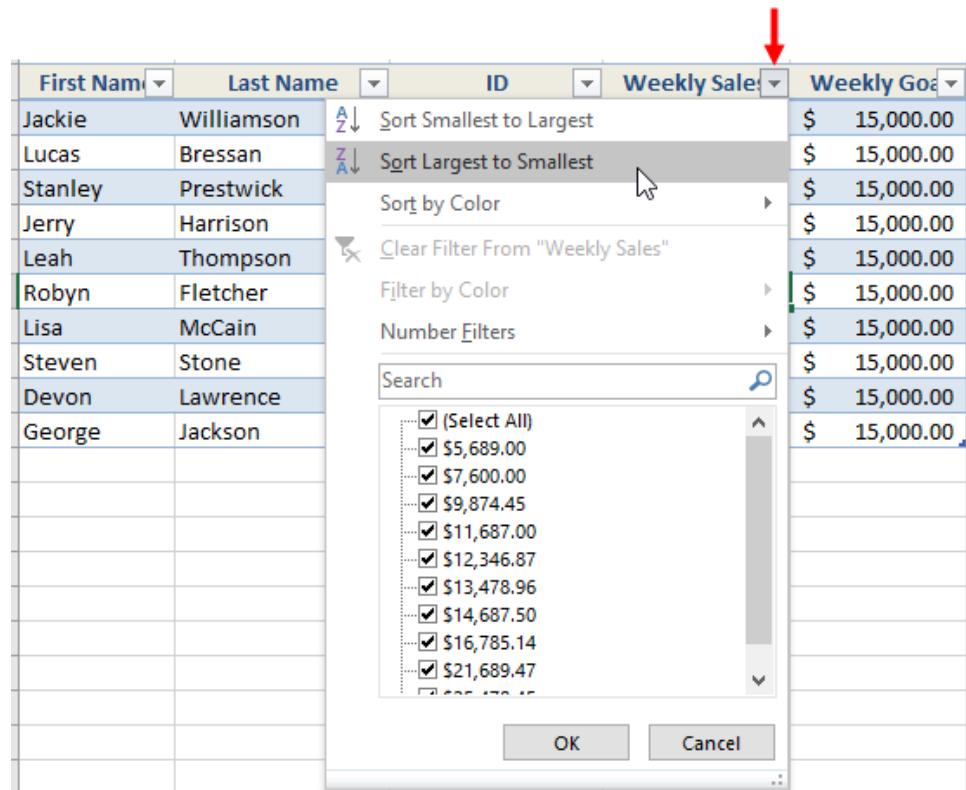 First Nam Last Name ID Weekly Sales Weekly Goa
Jackie Williamson $ 15,000.00
Lucas Bressan $ 15,000.00
Stanley Prestwick $ 15,000.00
Jerry Harrison $ 15,000.00
Leah Thompson $ 15,000.00
Robyn Fletcher $ 15,000.00
Lisa McCain $ 15,000.00
Steven Stone $ 15,000.00
Devon Lawrence $ 15,000.00
George Jackson $ 15,000.00
Sort Smallest to Largest
Sort Largest to Smallest
Sort by Color
Clear Filter From "Weekly Sales"
Filter by Color
Number Filters
Search
(Select All)
$5,689.00
$7,600.00
$9,874.45
$11,687.00
$12,346.87
$13,478.96
$14,687.50
$16,785.14
$21,689.47
OK Cancel